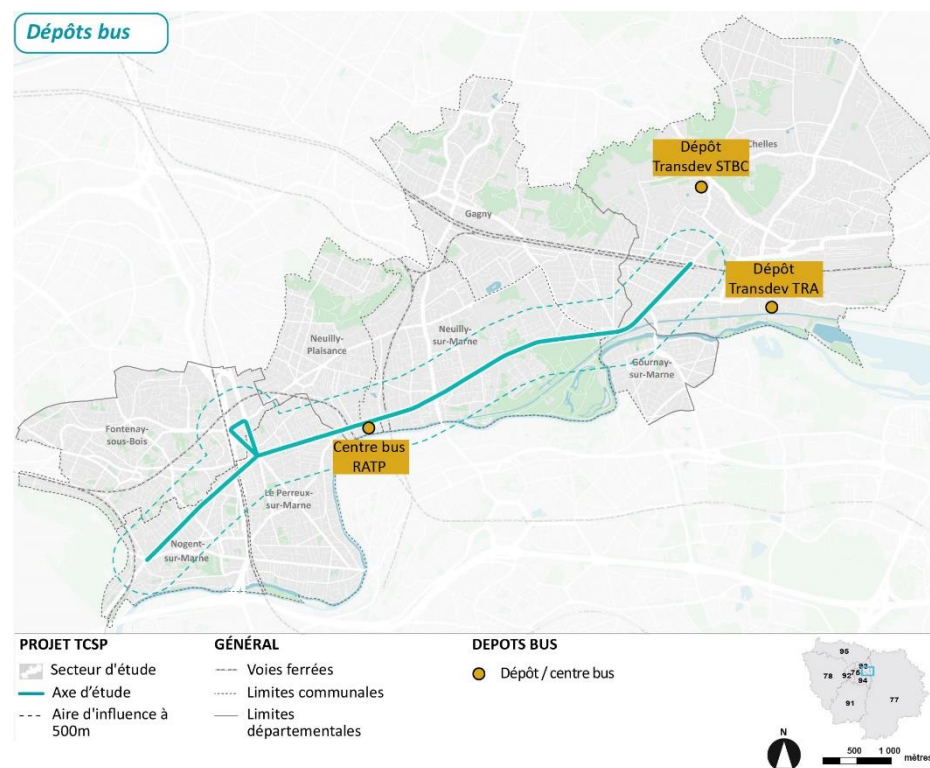 Dépôts bus
Dépôt
Transdev STBC
Chelles
Gagny
Dépôt
Transdev TRA
Neuilly-
Plaisance
Neuilly-
sur-Marne
Gournay-
sur-Marne
Fontenay-
sous-Bois
Centre bus
RATP
Le Perreux-
sur-Marne
Nogent-
sur-Marne
PROJET TCSP
Secteur d'étude
Axe d’étude
Aire d'influence à
500m
GÉNÉRAL
Voies ferrées
Limites communales
Limites
départementales
DEPOTS BUS
Dépôt / centre bus
95
93
78
92
75
94
77
91
N
500
1 000
mètres